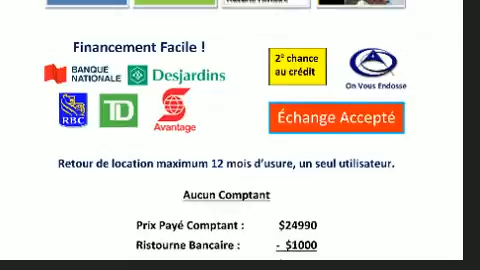 Financement Facile !
BANQUE
NATIONALE
Desjardins
2e chance
au crédit
On Vous Endosse
RBC
TD
Avantage
Échange Accepté
Retour de location maximum 12 mois d'usure, un seul utilisateur.
Aucun Comptant
Prix Payé Comptant : $24990
Ristourne Bancaire : - $1000